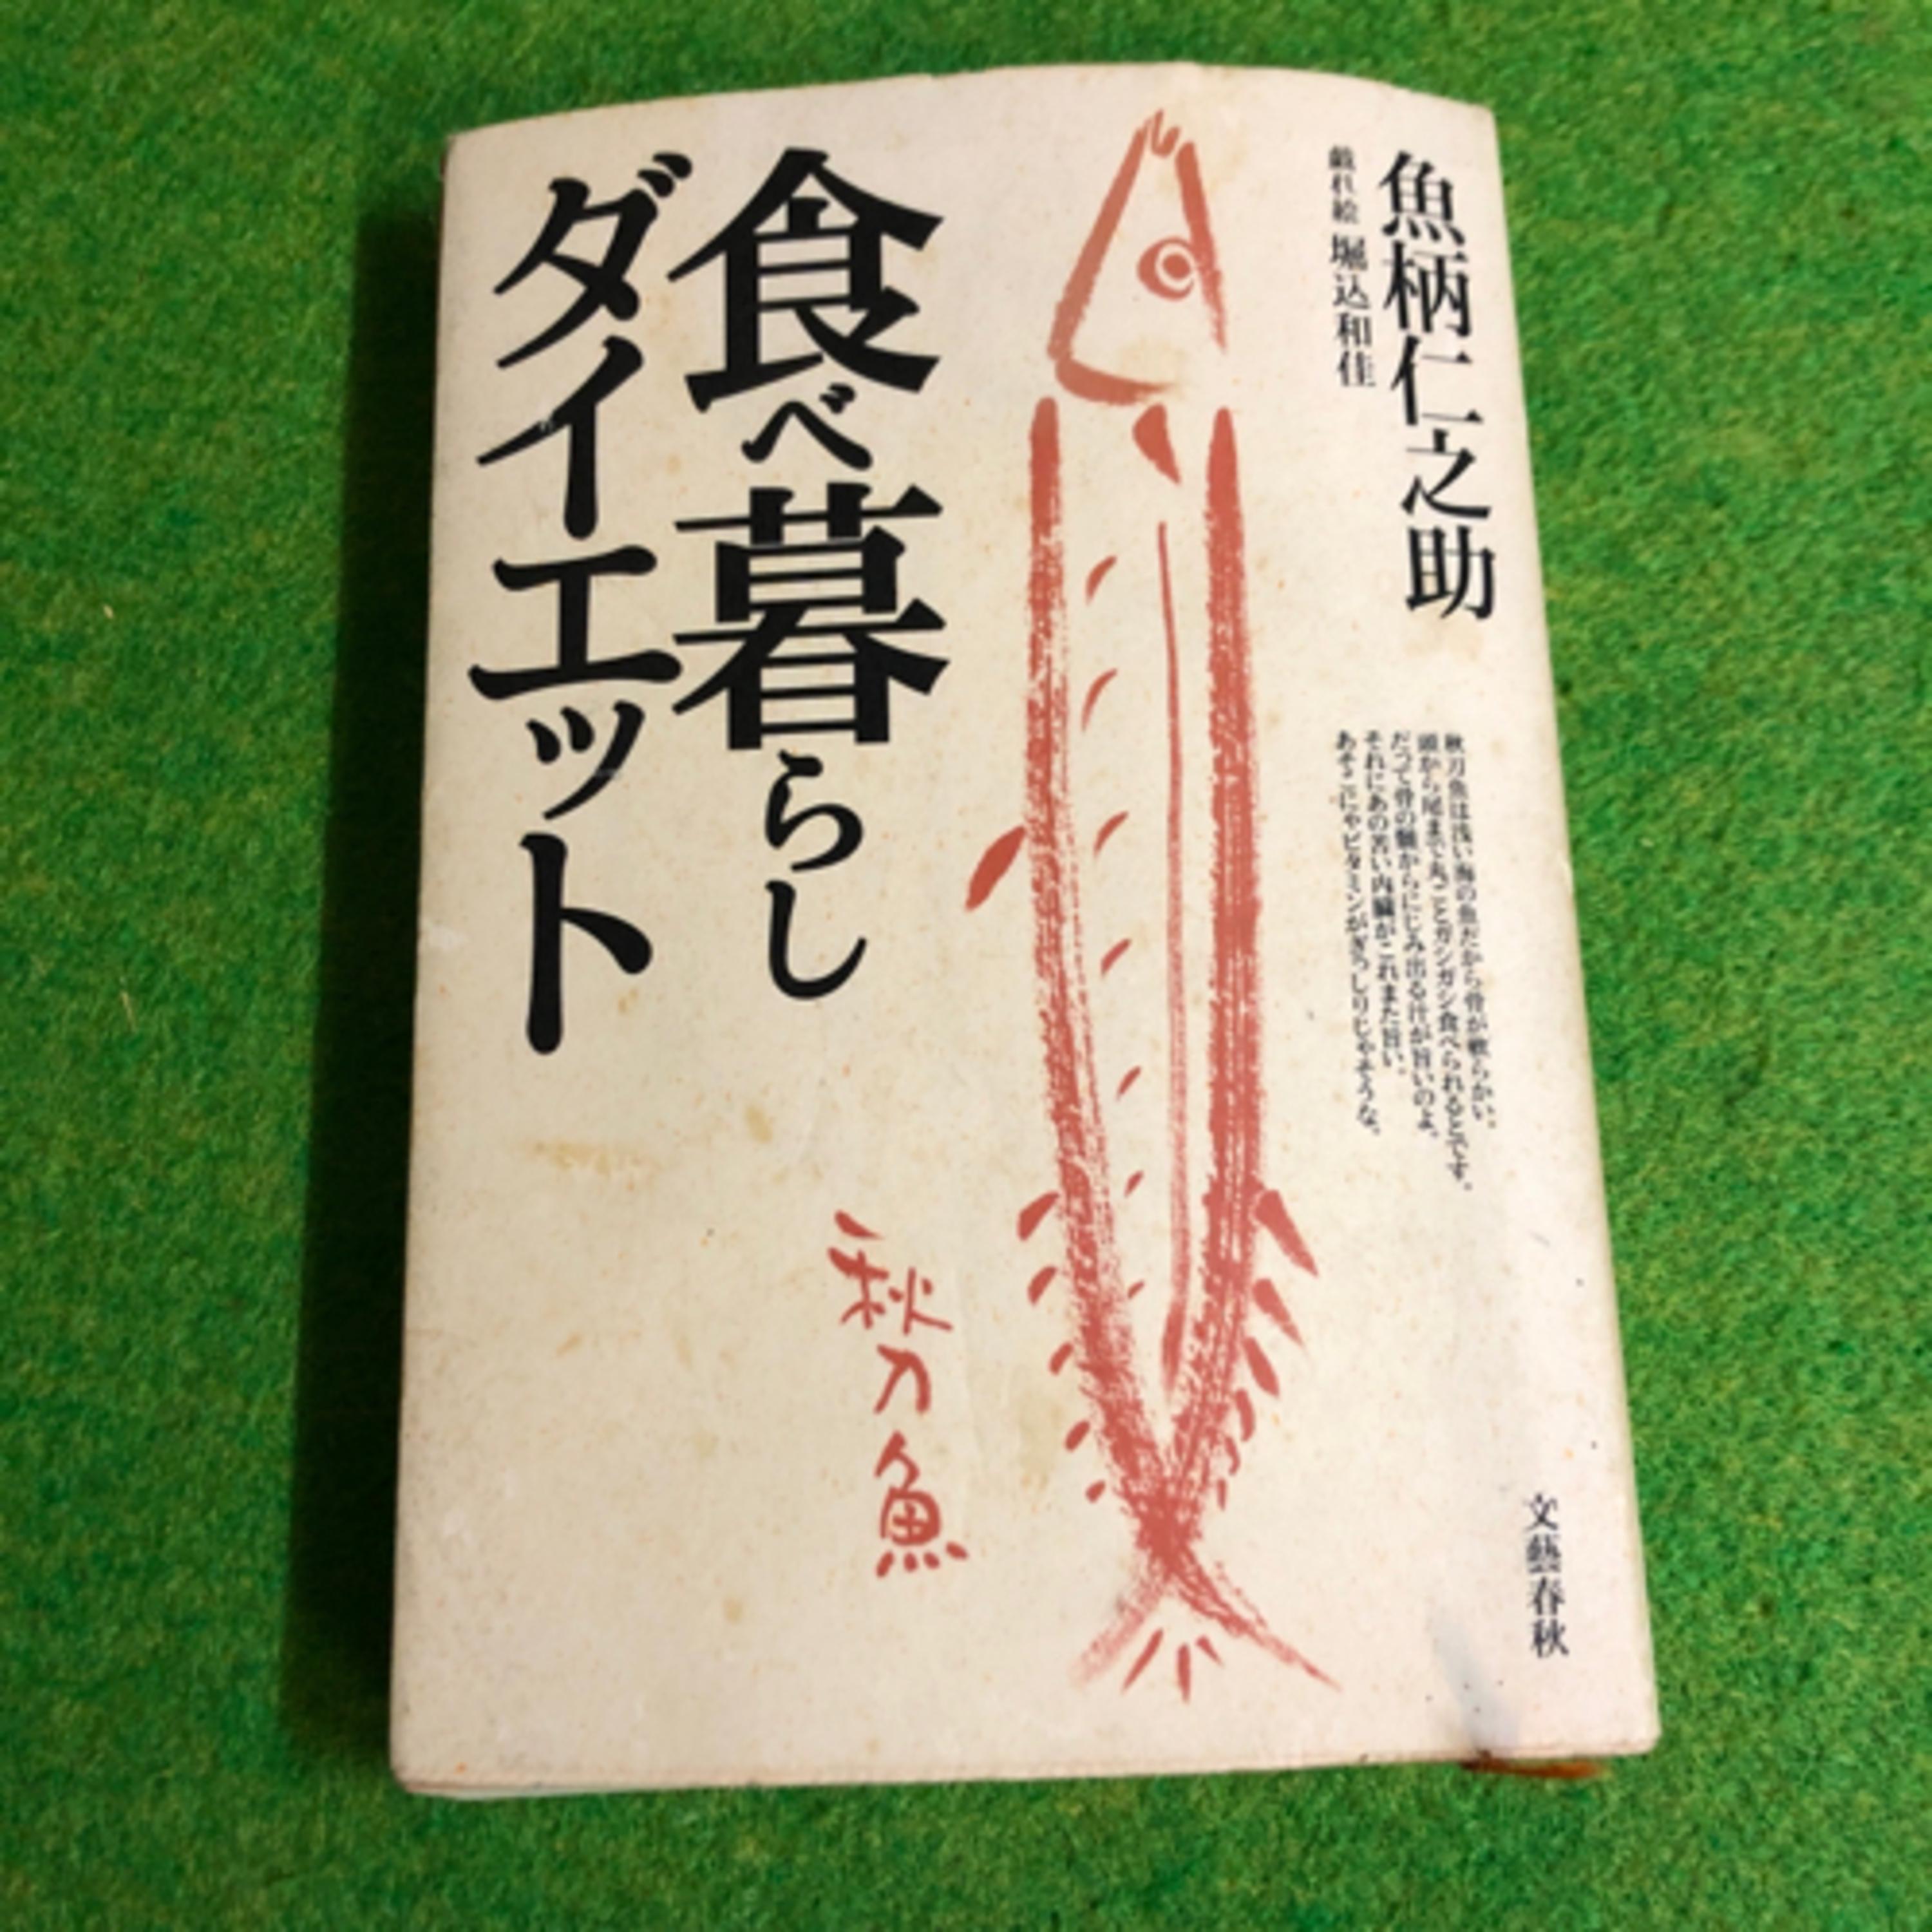 魚柄仁之助
戯れ絵 堀込和佳
秋刀魚は浅い海の魚だから骨が軟らかい。
頭から尾まで丸ごとガシガシ食べられるとです。
だって骨の髄からにじみ出る汁が旨いのよ。
それにあの苦い内臓がこれまた旨い。
あそこにゃビタミンがぎっしりじゃそうな。
食べ暮らし
ダイエット
秋刀魚
文藝春秋